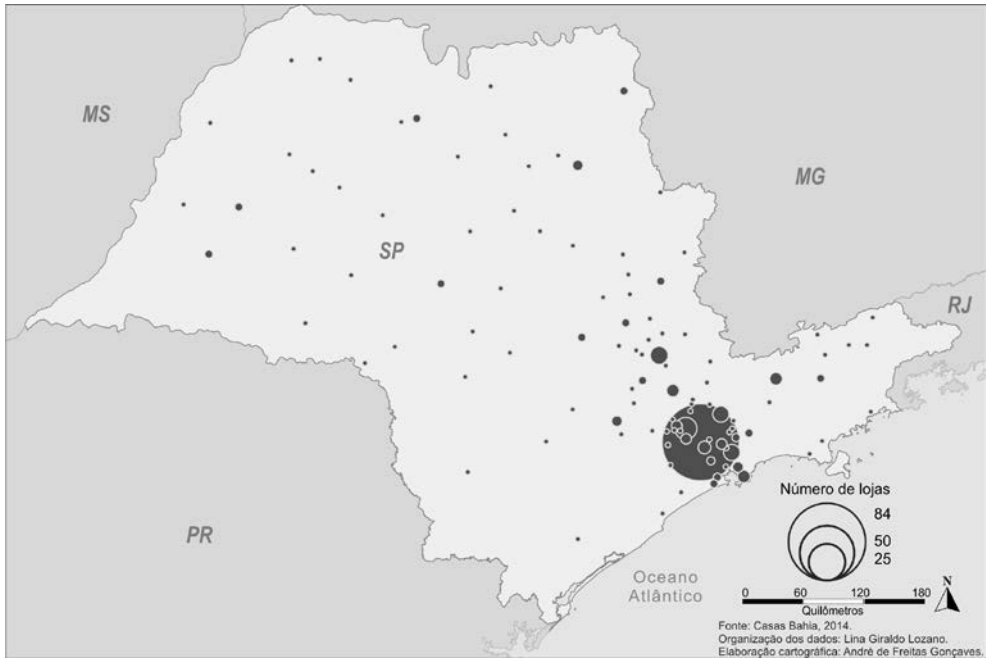 MS
MG
SP
RJ
PR
Oceano
Atlântico
Número de lojas
84
50
25
N
0 60 120 180
Quilômetros
Fonte: Casas Bahia, 2014.
Organização dos dados: Lina Giraldo Lozano.
Elaboração cartográfica: André de Freitas Gonçaves.